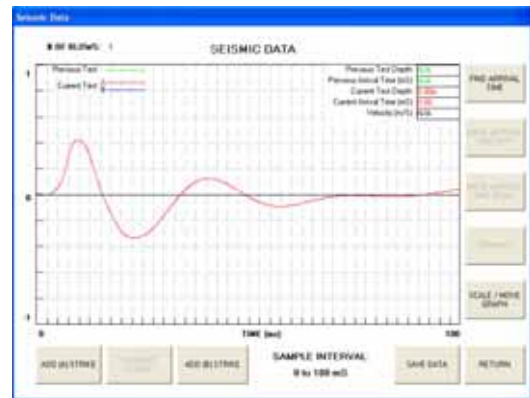 Seismic Data
# OF BLOWS: 1
SEISMIC DATA
Previous Test
Current Test A
B
Previous Test Depth
Previous Arrival Time (mS)
Current Test Depth
Current Arrival Time (mS)
Velocity (m/S)
1
0
-1
0
TIME (msec)
100
FIND ARRIVAL
TIME
SCALE / MOVE
GRAPH
ADD (A) STRIKE
ADD (B) STRIKE
SAMPLE INTERVAL
0 to 100 mS
SAVE DATA
RETURN